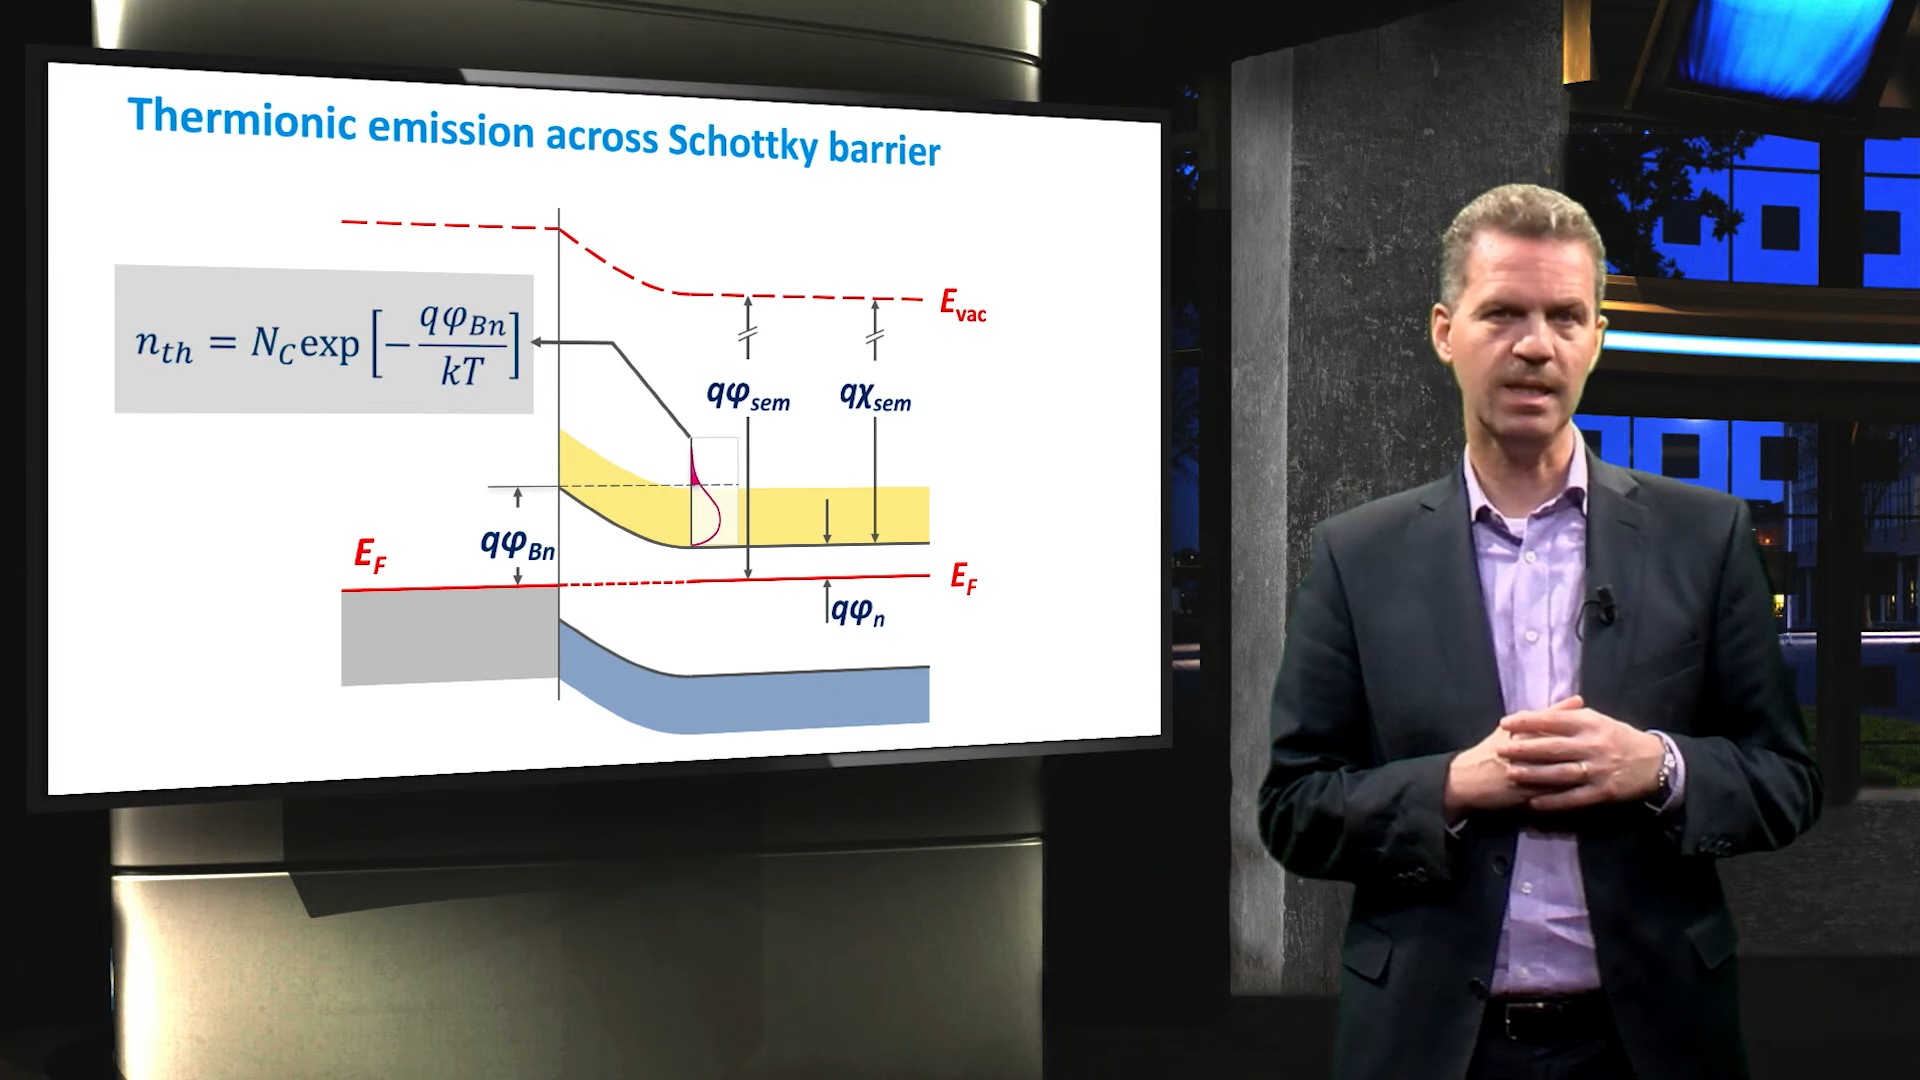 Thermionic emission across Schottky barrier
E_vac
n_th = N_C exp [− qφ_Bn / kT]
qφ_sem
qχ_sem
E_F
qφ_Bn
E_F
qφ_n